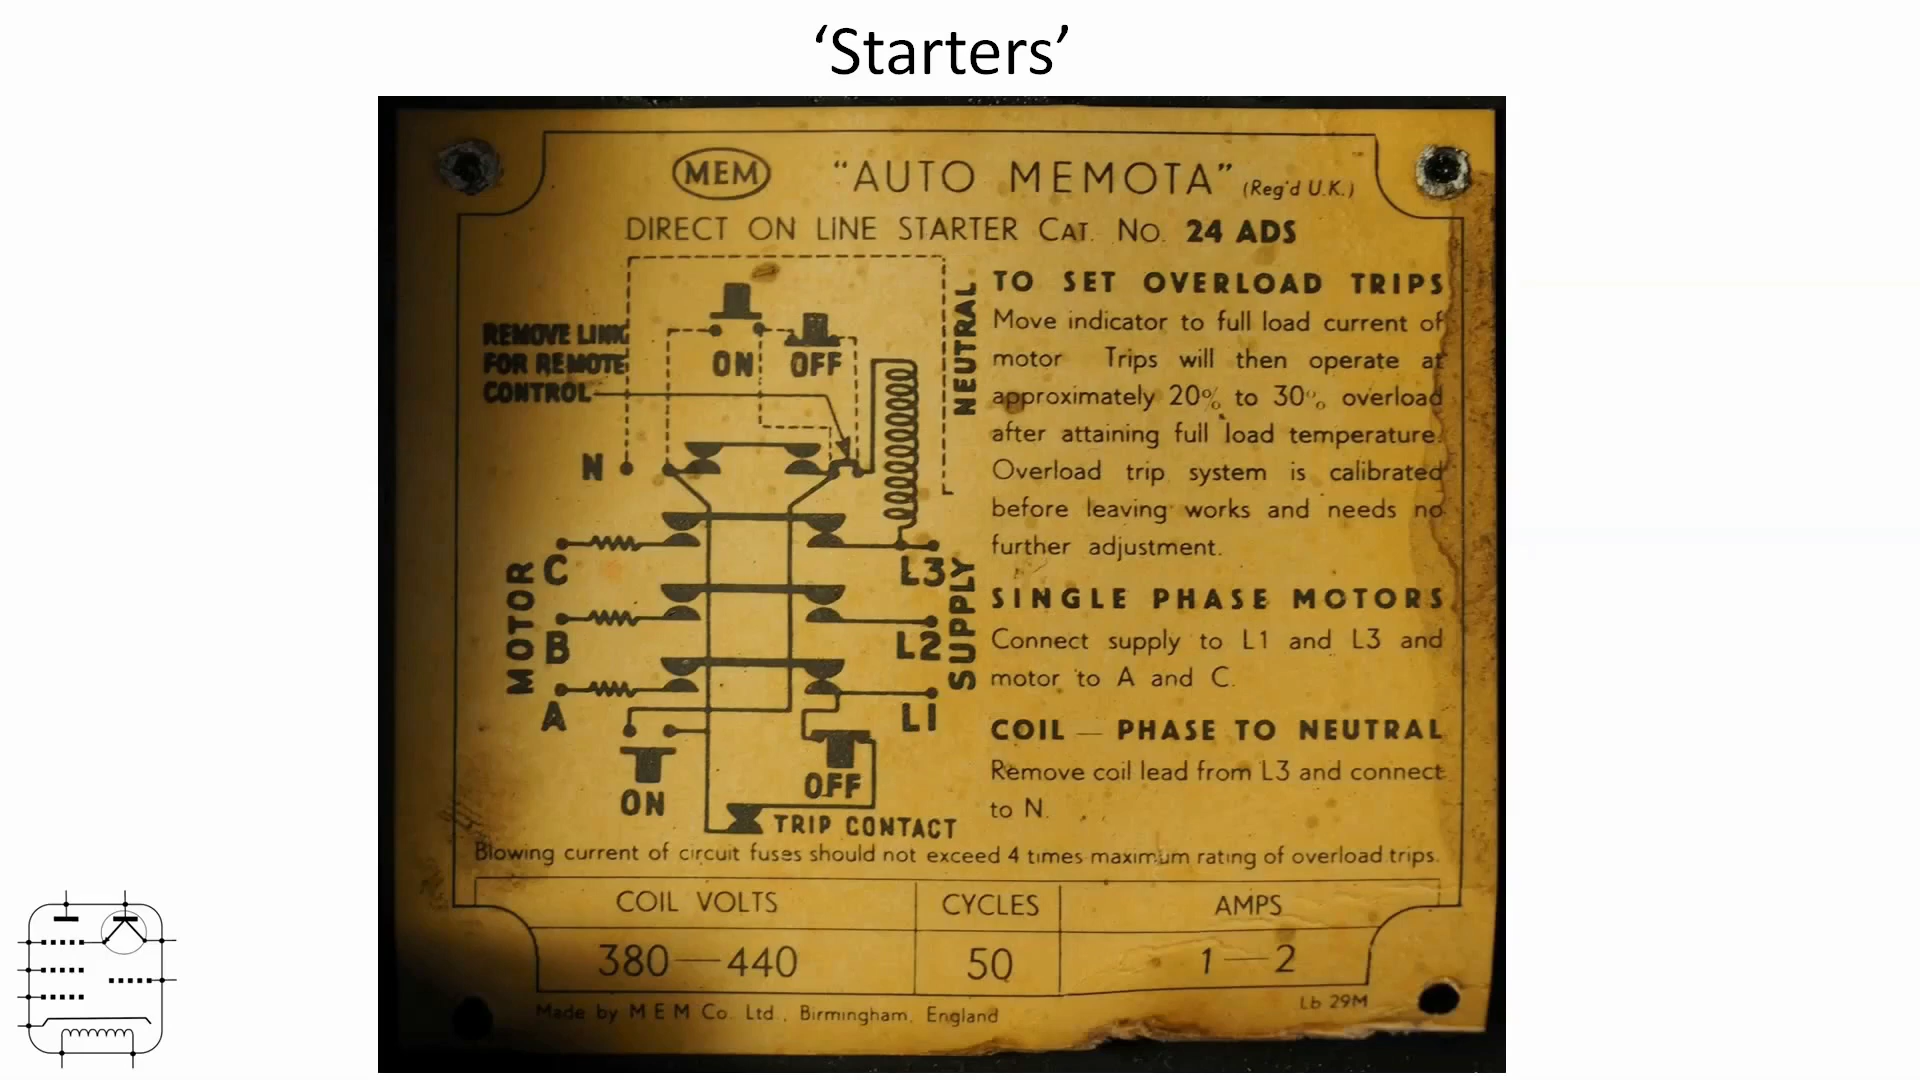 ‘Starters’
MEM “AUTO MEMOTA” (Reg'd U.K.)
DIRECT ON LINE STARTER CAT. NO. 24 ADS
REMOVE LINK
FOR REMOTE
CONTROL
ON OFF
NEUTRAL
N
MOTOR
C
B
A
L3
L2
L1
SUPPLY
ON
OFF
TRIP CONTACT
TO SET OVERLOAD TRIPS
Move indicator to full load current of
motor Trips will then operate at
approximately 20% to 30% overload
after attaining full load temperature.
Overload trip system is calibrated
before leaving works and needs no
further adjustment.
SINGLE PHASE MOTORS
Connect supply to L1 and L3 and
motor to A and C.
COIL — PHASE TO NEUTRAL
Remove coil lead from L3 and connect
to N.
Blowing current of circuit fuses should not exceed 4 times maximum rating of overload trips.
COIL VOLTS CYCLES AMPS
380—440 50 1—2
Made by M E M Co. Ltd., Birmingham, England
Lb 29M